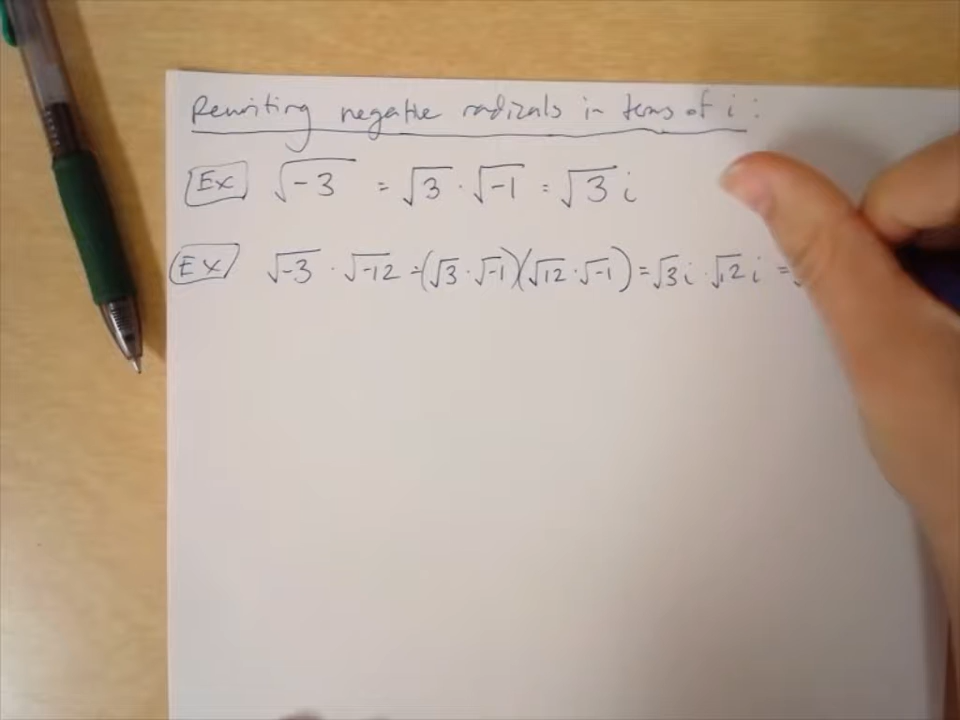 Rewriting negative radicals in terms of i :
Ex √-3 = √3 · √-1 = √3 i
Ex √-3 · √-12 = (√3 · √-1)(√12 · √-1) = √3 i · √12 i = √